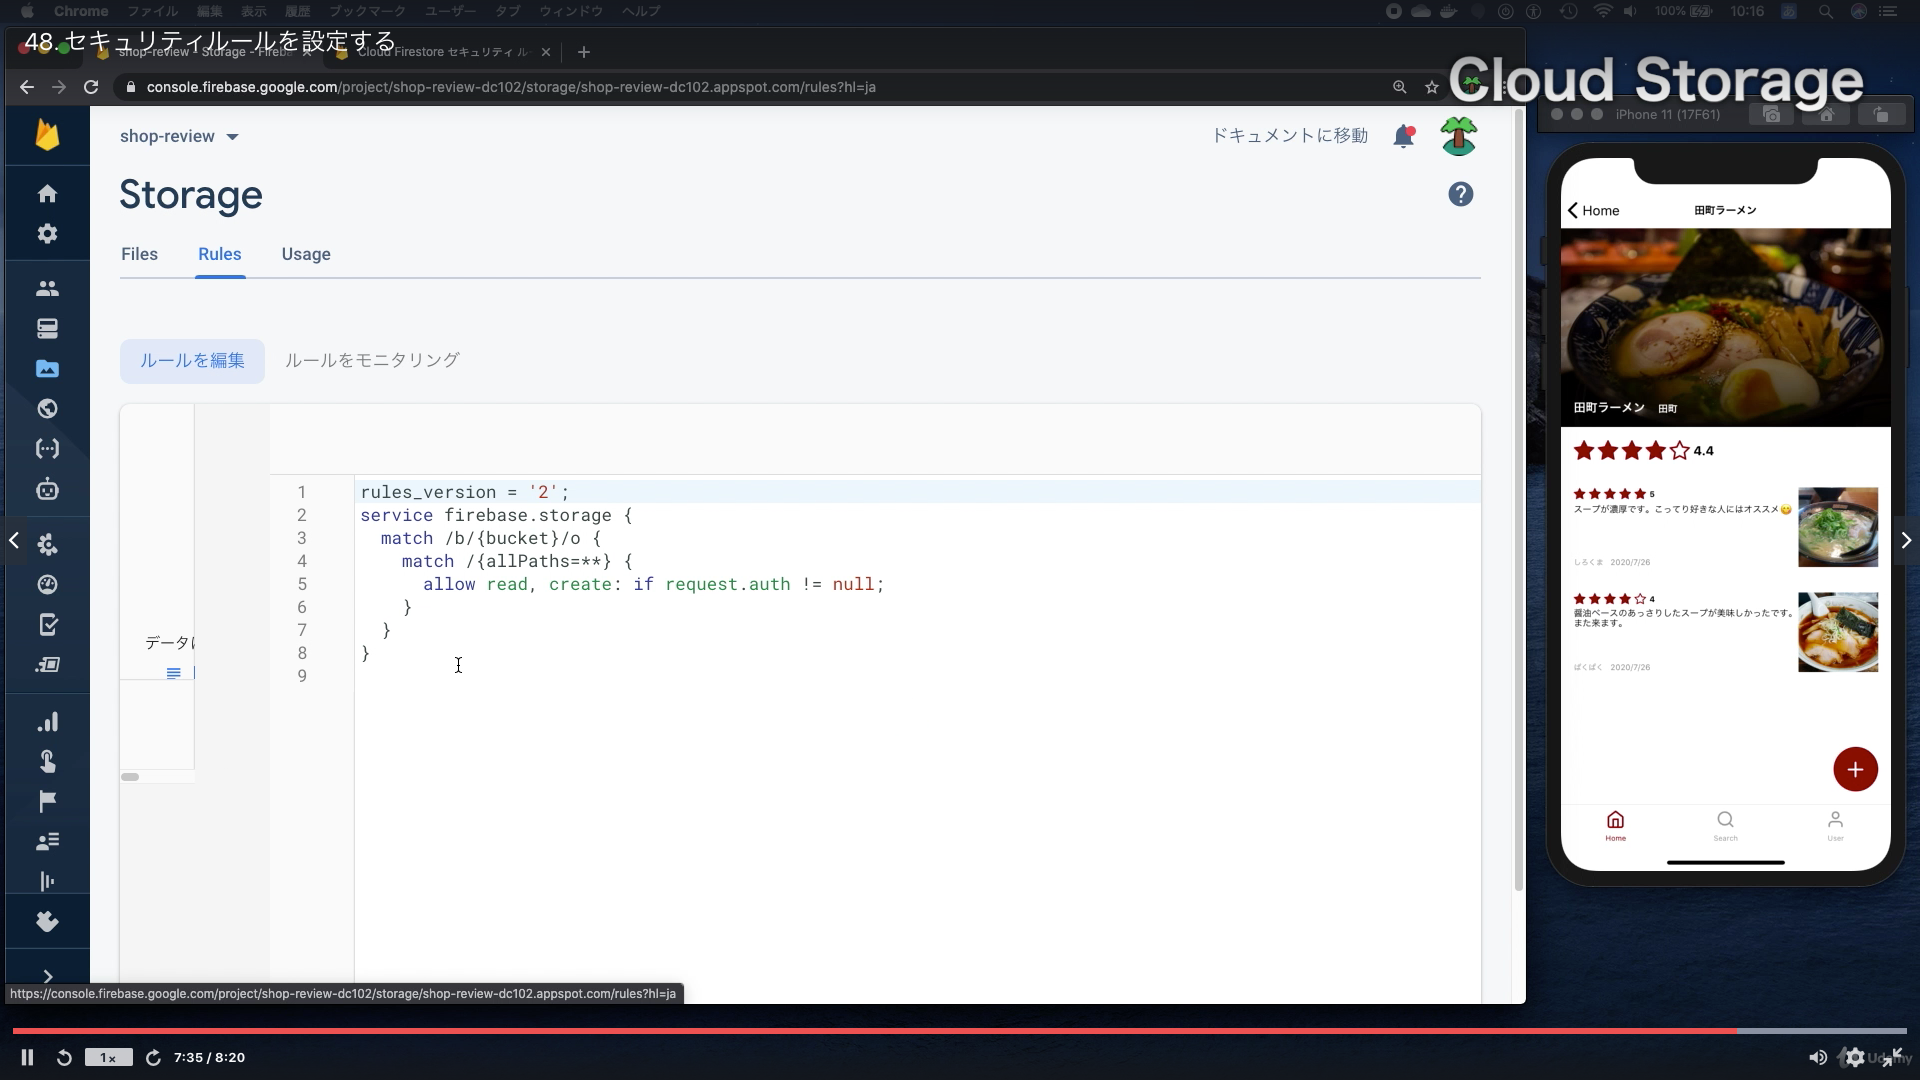 Chrome ファイル 編集 表示 履歴 ブックマーク ユーザー タブ ウィンドウ ヘルプ 100% 10:16
48. セキュリティルールを設定する
shop-review - Storage - Fireb
Cloud Firestore セキュリティ ル
console.firebase.google.com/project/shop-review-dc102/storage/shop-review-dc102.appspot.com/rules?hl=ja
Cloud Storage
iPhone 11 (17F61)
shop-review
ドキュメントに移動
Storage
Files Rules Usage
ルールを編集 ルールをモニタリング
データに
1 rules_version = '2';
2 service firebase.storage {
3 match /b/{bucket}/o {
4 match /{allPaths=**} {
5 allow read, create: if request.auth != null;
6 }
7 }
8 }
9
https://console.firebase.google.com/project/shop-review-dc102/storage/shop-review-dc102.appspot.com/rules?hl=ja
Home 田町ラーメン
田町ラーメン 田町
4.4
5
スープが濃厚です。こってり好きな人にはオススメ😋
しろくま 2020/7/26
4
醤油ベースのあっさりしたスープが美味しかったです。
また来ます。
ぱくぱく 2020/7/26
Home Search User
1x 7:35 / 8:20
Udemy